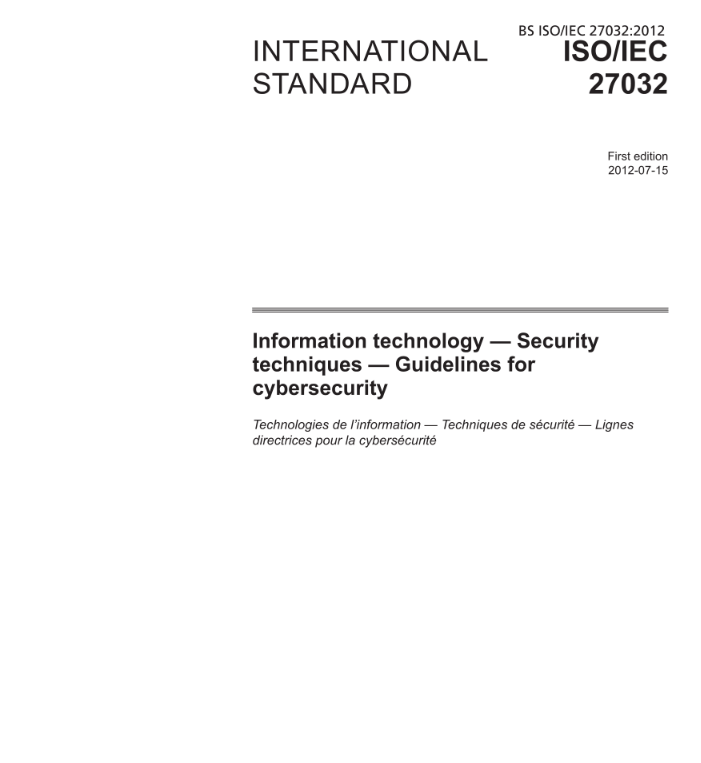 BS ISO/IEC 27032:2012
INTERNATIONAL
STANDARD
ISO/IEC
27032
First edition
2012-07-15
Information technology — Security
techniques — Guidelines for
cybersecurity
Technologies de l’information — Techniques de sécurité — Lignes
directrices pour la cybersécurité